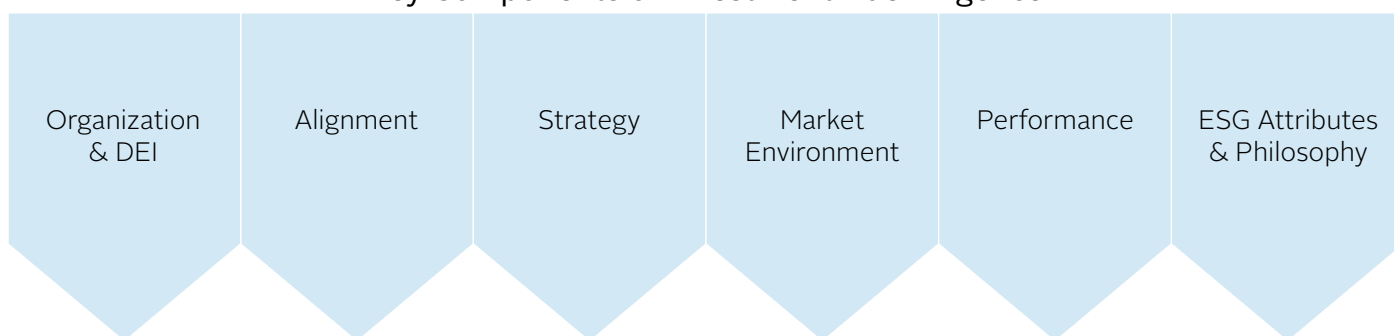 Organization
& DEI
Alignment
Strategy
Market
Environment
Performance
ESG Attributes
& Philosophy